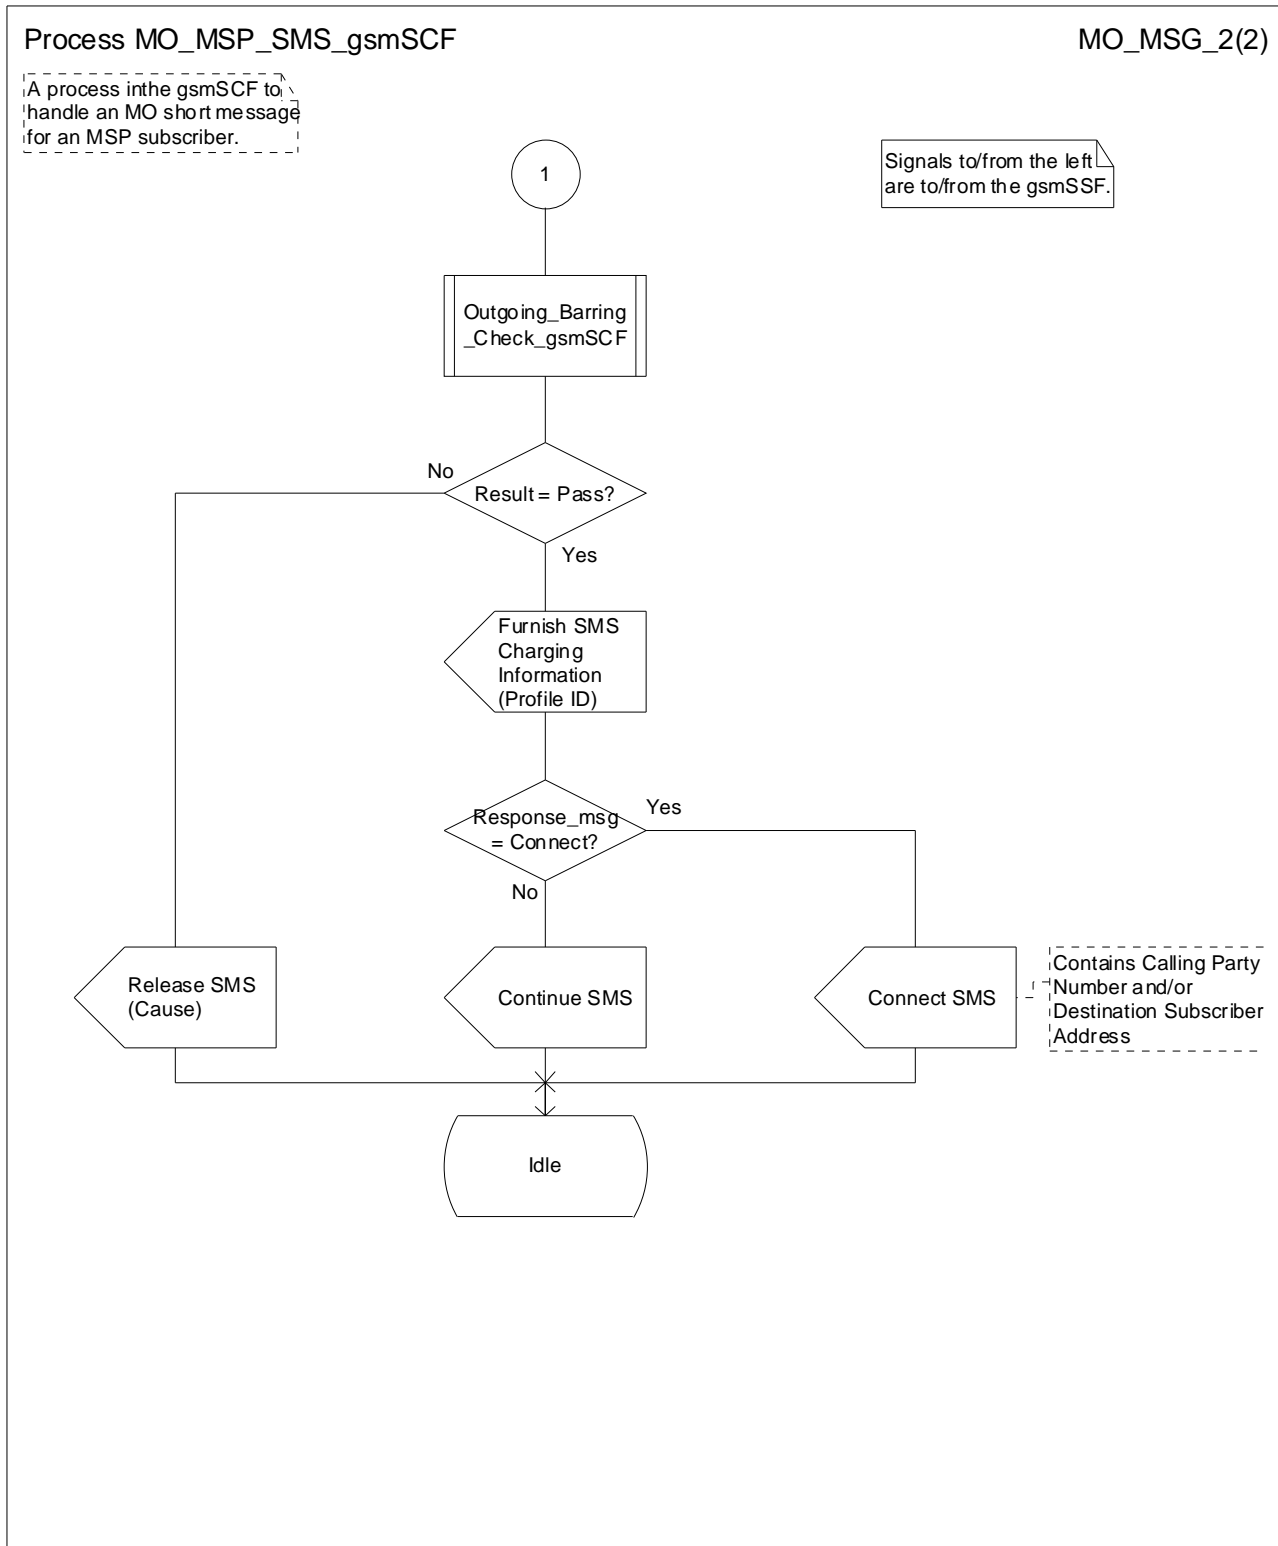 Process MO_MSP_SMS_gsmSCF
MO_MSG_2(2)
A process inthe gsmSCF to
handle an MO short message
for an MSP subscriber.
Signals to/from the left
are to/from the gsmSSF.
1
Outgoing_Barring
_Check_gsmSCF
No
Result = Pass?
Yes
Furnish SMS
Charging
Information
(Profile ID)
Yes
Response_msg
= Connect?
No
Release SMS
(Cause)
Continue SMS
Connect SMS
Contains Calling Party
Number and/or
Destination Subscriber
Address
Idle